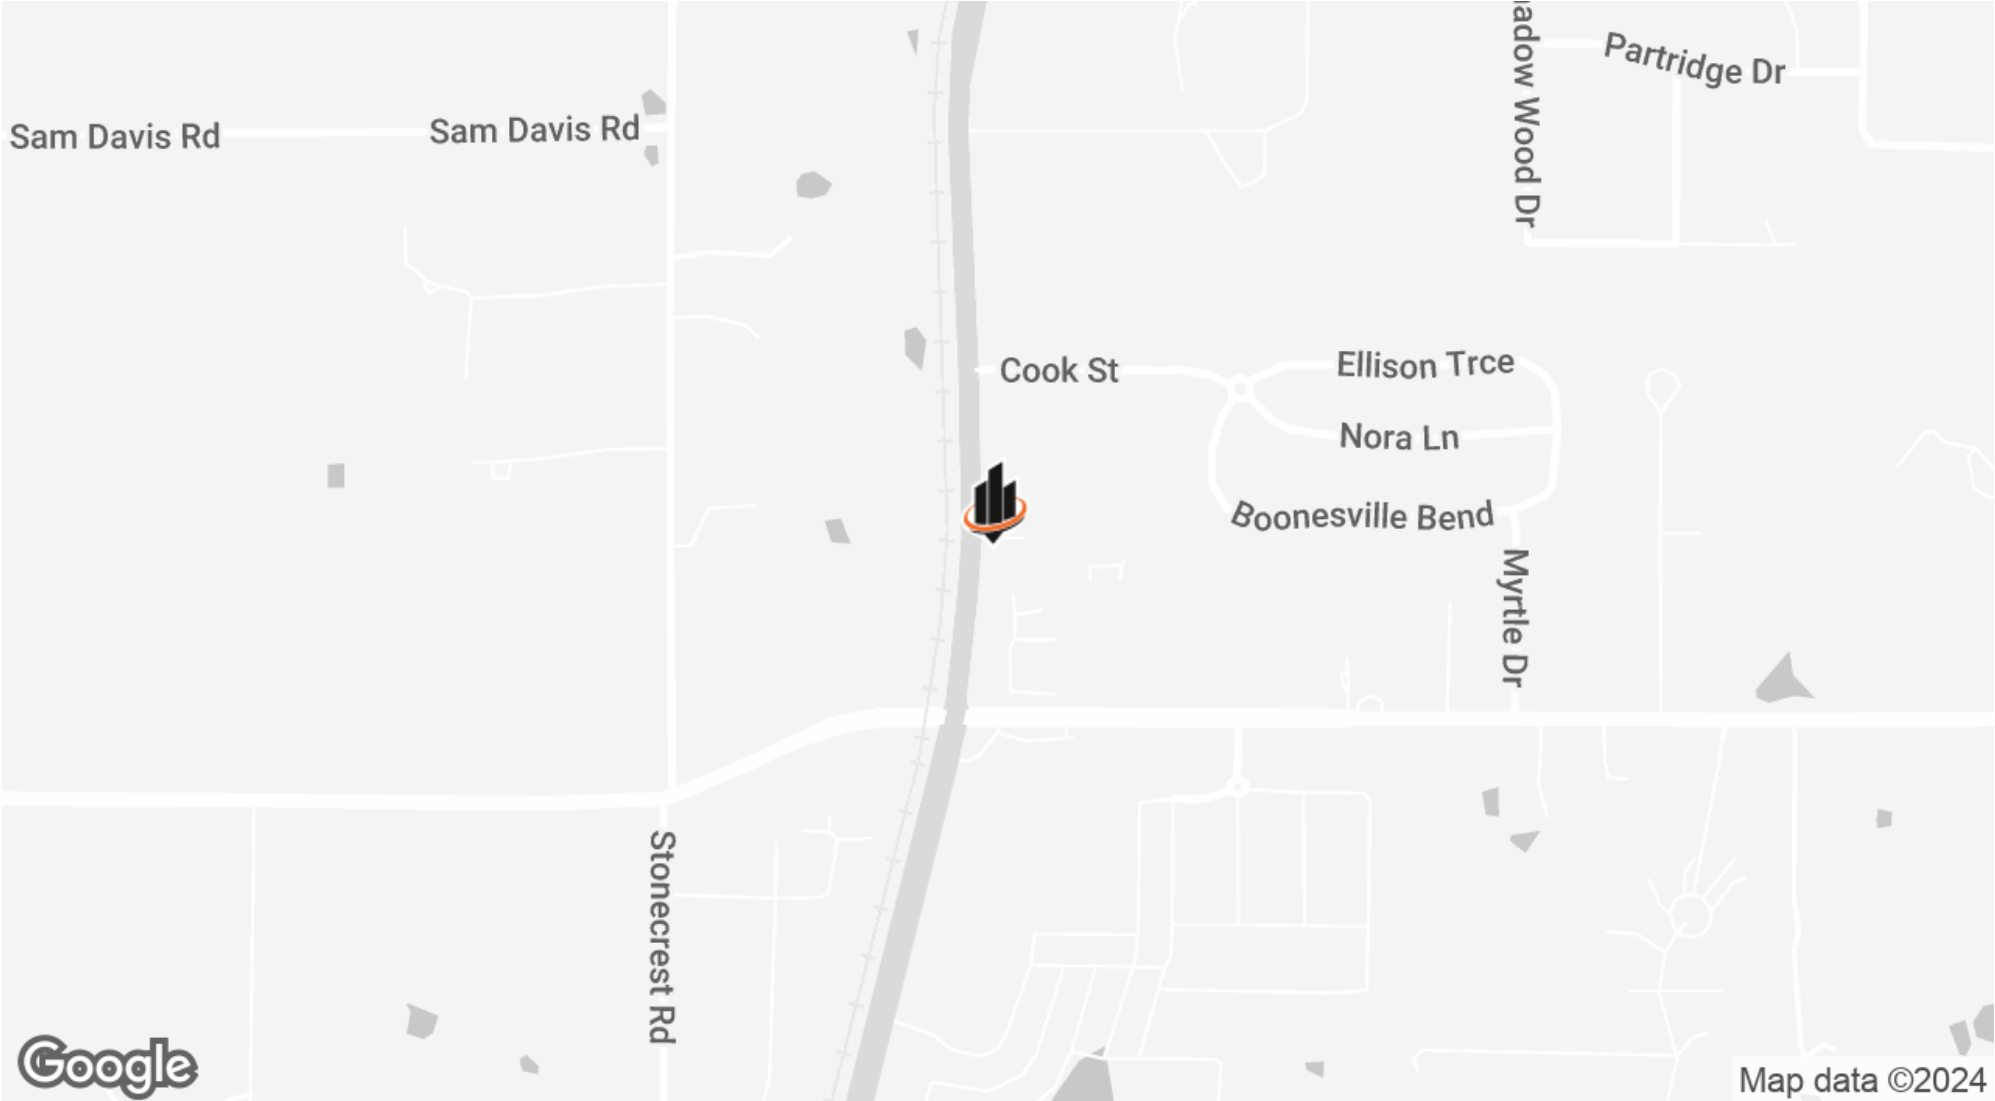 adow Wood Dr
Partridge Dr
Sam Davis Rd
Sam Davis Rd
Cook St
Ellison Trce
Nora Ln
Boonesville Bend
Myrtle Dr
Stonecrest Rd
Google
Map data ©2024